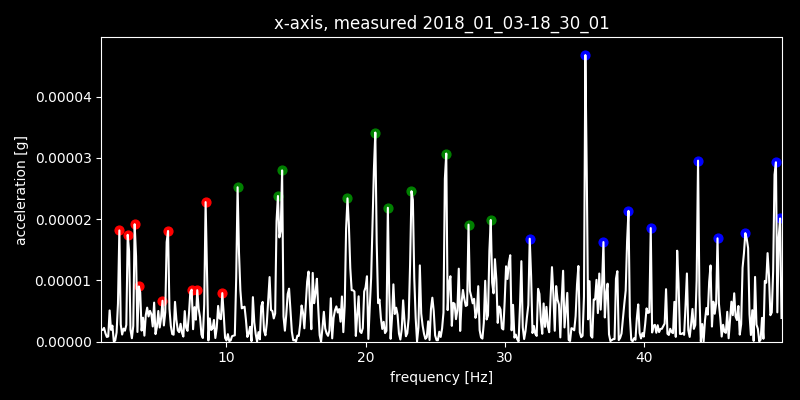 x-axis, measured 2018_01_03-18_30_01
acceleration [g]
0.00004
0.00003
0.00002
0.00001
0.00000
10 20 30 40
frequency [Hz]